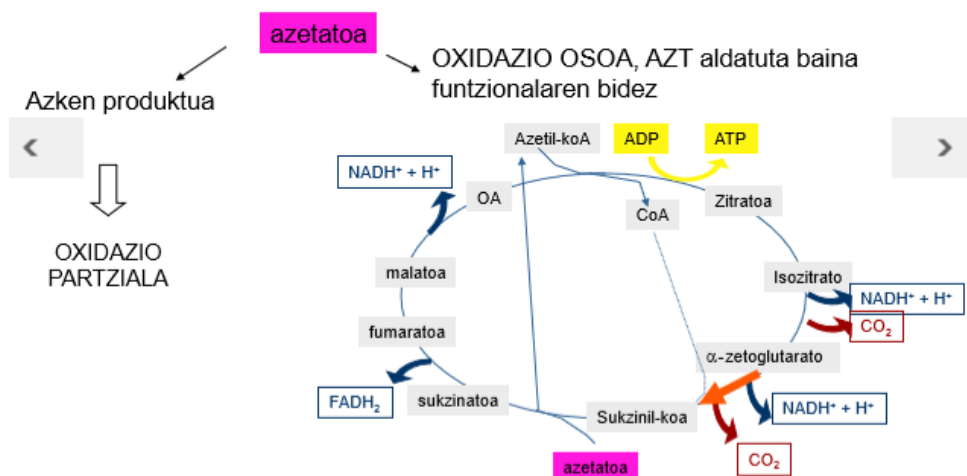 azetatoa
OXIDAZIO OSOA, AZT aldatuta baina
funtzionalaren bidez
Azken produktua
OXIDAZIO
PARTZIALA
Azetil-koA
ADP
ATP
NADH⁺ + H⁺
OA
CoA
Zitratoa
malatoa
Isozitrato
NADH⁺ + H⁺
CO₂
fumaratoa
α-zetoglutarato
FADH₂
sukzinatoa
Sukzinil-koa
NADH⁺ + H⁺
CO₂
azetatoa